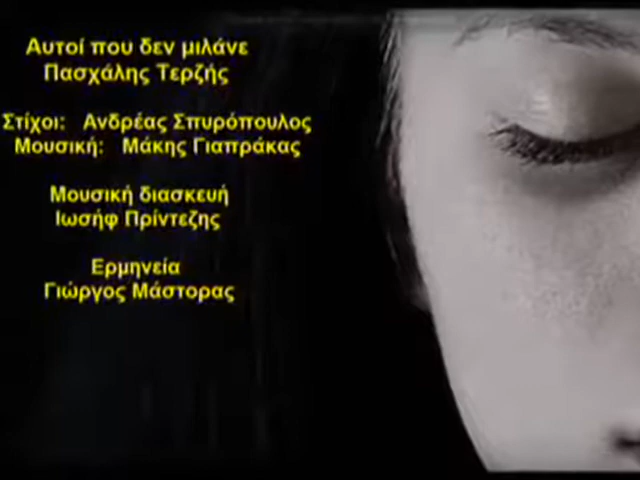 Αυτοί που δεν μιλάνε
Πασχάλης Τερζής
Στίχοι: Ανδρέας Σπυρόπουλος
Μουσική: Μάκης Γιαπράκας
Μουσική διασκευή
Ιωσήφ Πρίντεζης
Ερμηνεία
Γιώργος Μάστορας